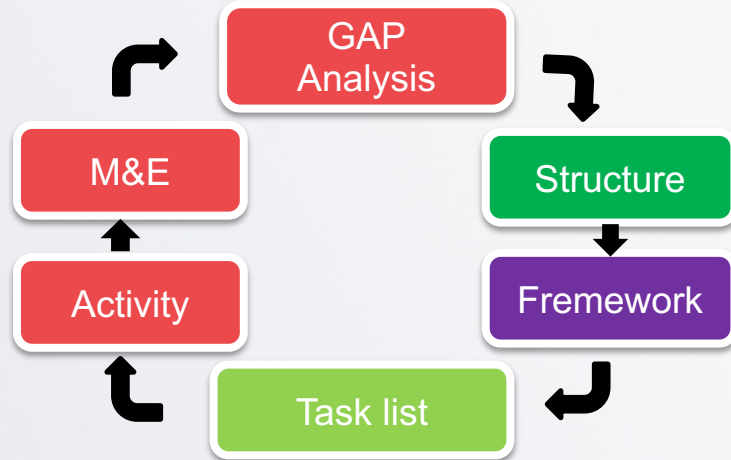 GAP
Analysis
Structure
Fremework
Task list
Activity
M&E